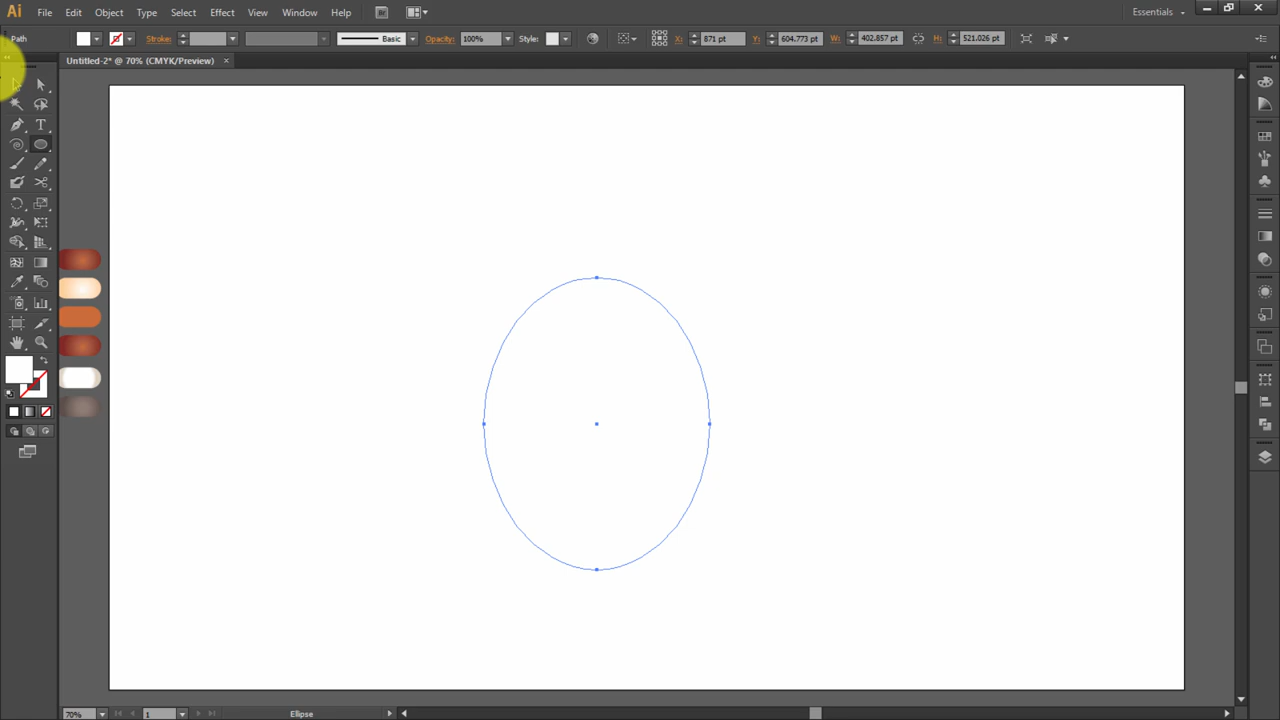 Ai File Edit Object Type Select Effect View Window Help Br Essentials
Path Stroke: Basic Opacity: 100% Style: X: 871 pt Y: 604.773 pt W: 402.857 pt H: 521.026 pt
Untitled-2* @ 70% (CMYK/Preview) ×
T
70% 1 Ellipse